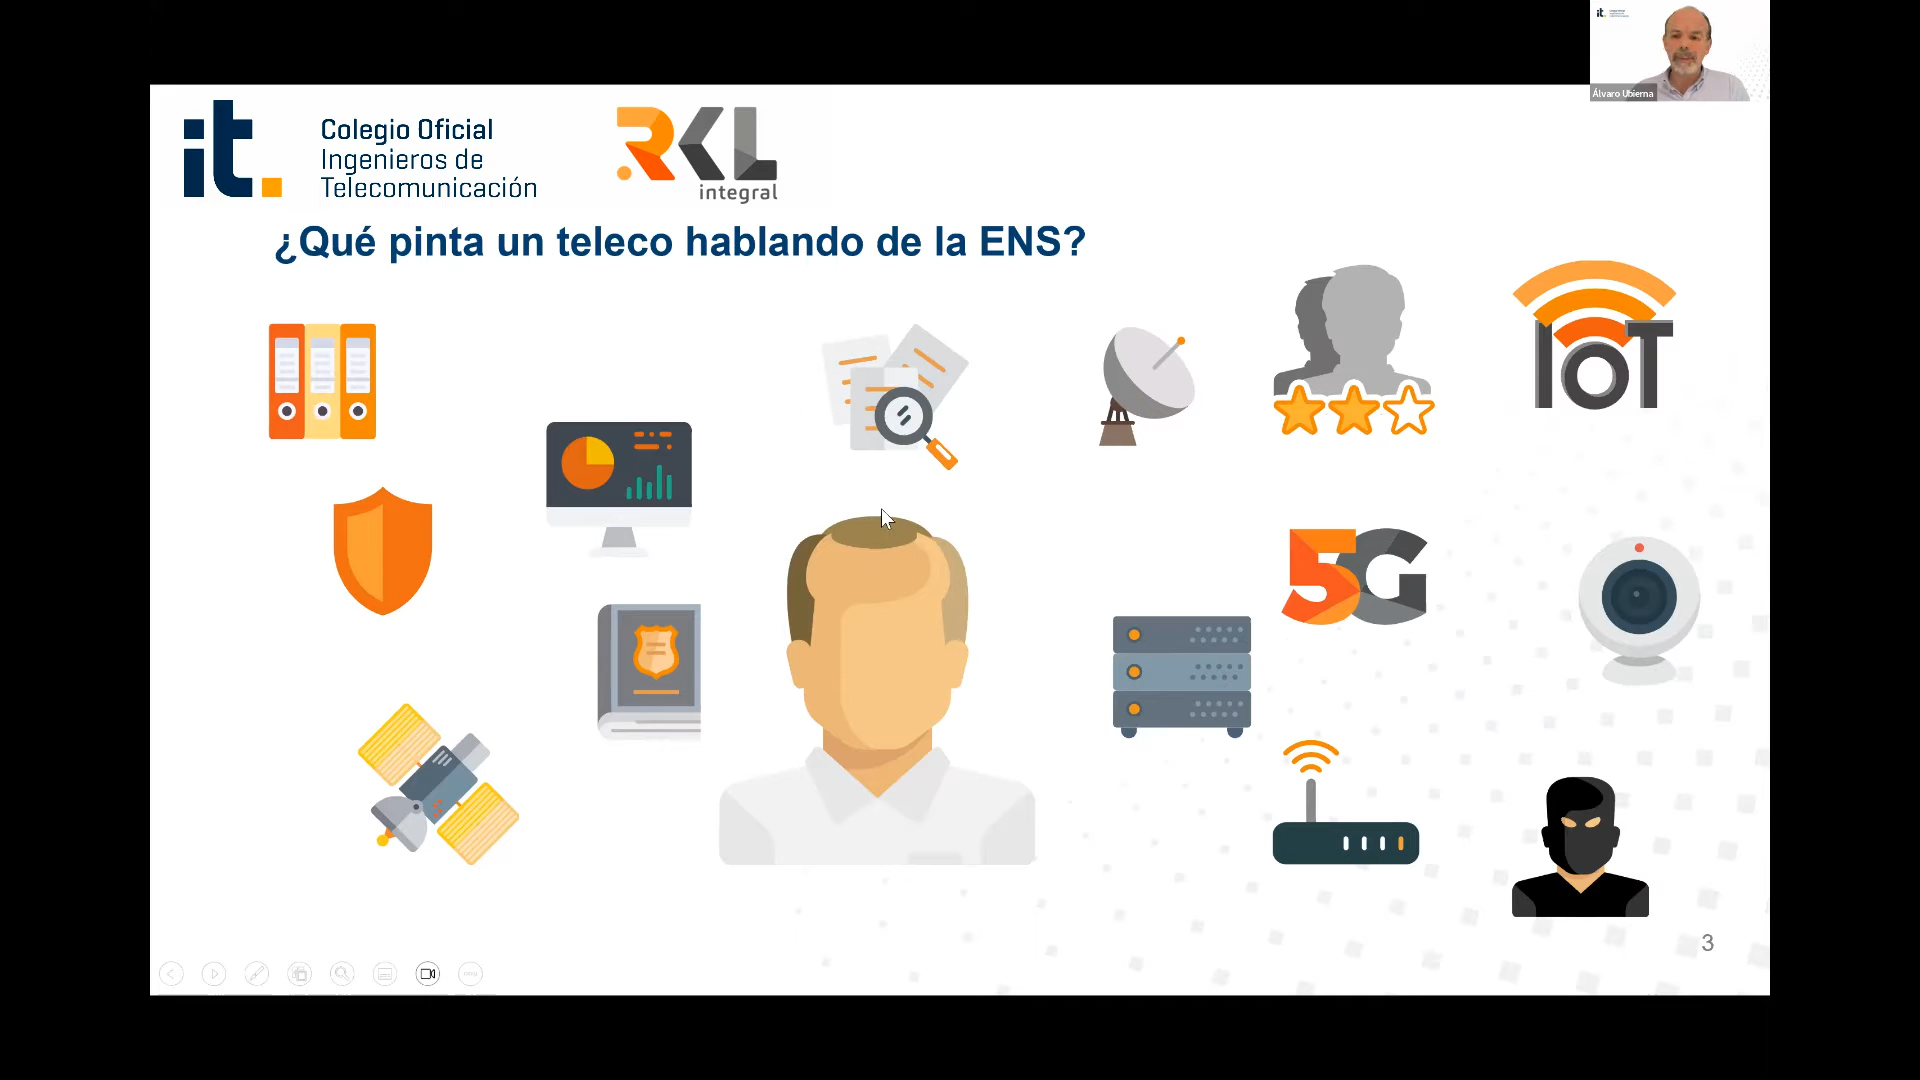 it.
Colegio Oficial
Ingenieros de
Telecomunicación
RKL
integral
Álvaro Ubierna
¿Qué pinta un teleco hablando de la ENS?
IoT
5G
3